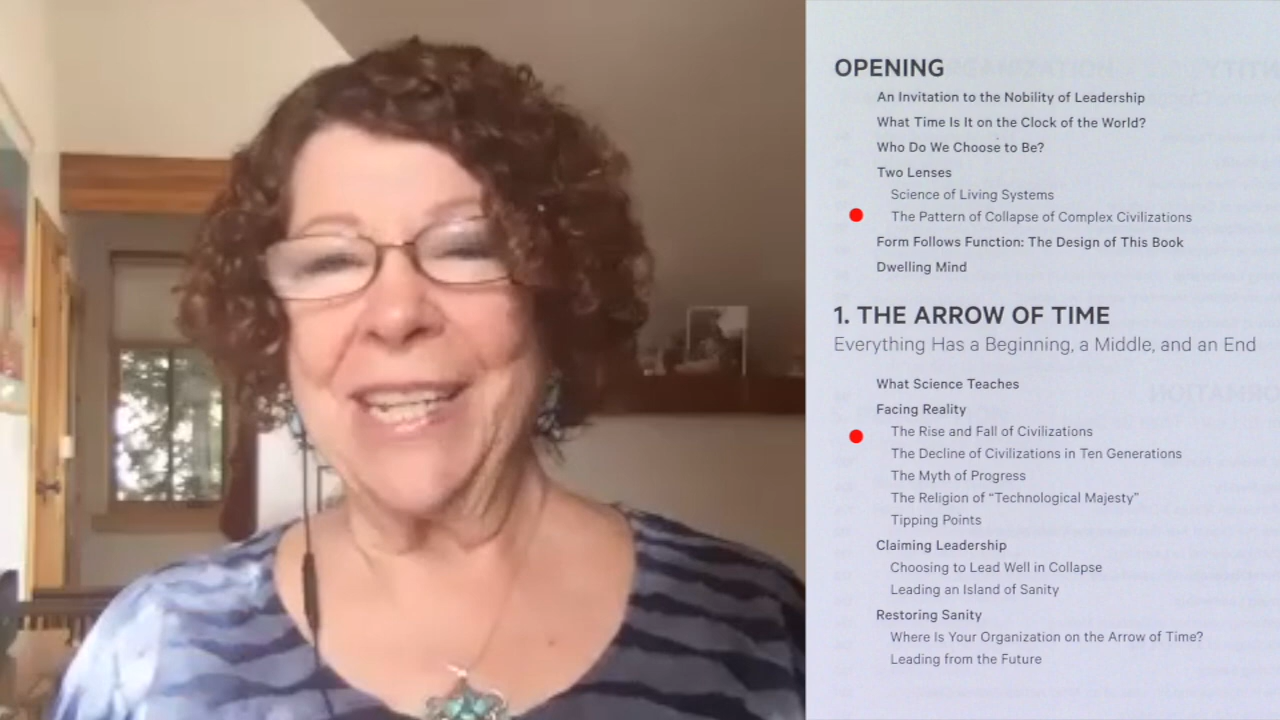 OPENING
An Invitation to the Nobility of Leadership
What Time Is It on the Clock of the World?
Who Do We Choose to Be?
Two Lenses
Science of Living Systems
The Pattern of Collapse of Complex Civilizations
Form Follows Function: The Design of This Book
Dwelling Mind
1. THE ARROW OF TIME
Everything Has a Beginning, a Middle, and an End
What Science Teaches
Facing Reality
The Rise and Fall of Civilizations
The Decline of Civilizations in Ten Generations
The Myth of Progress
The Religion of “Technological Majesty”
Tipping Points
Claiming Leadership
Choosing to Lead Well in Collapse
Leading an Island of Sanity
Restoring Sanity
Where Is Your Organization on the Arrow of Time?
Leading from the Future